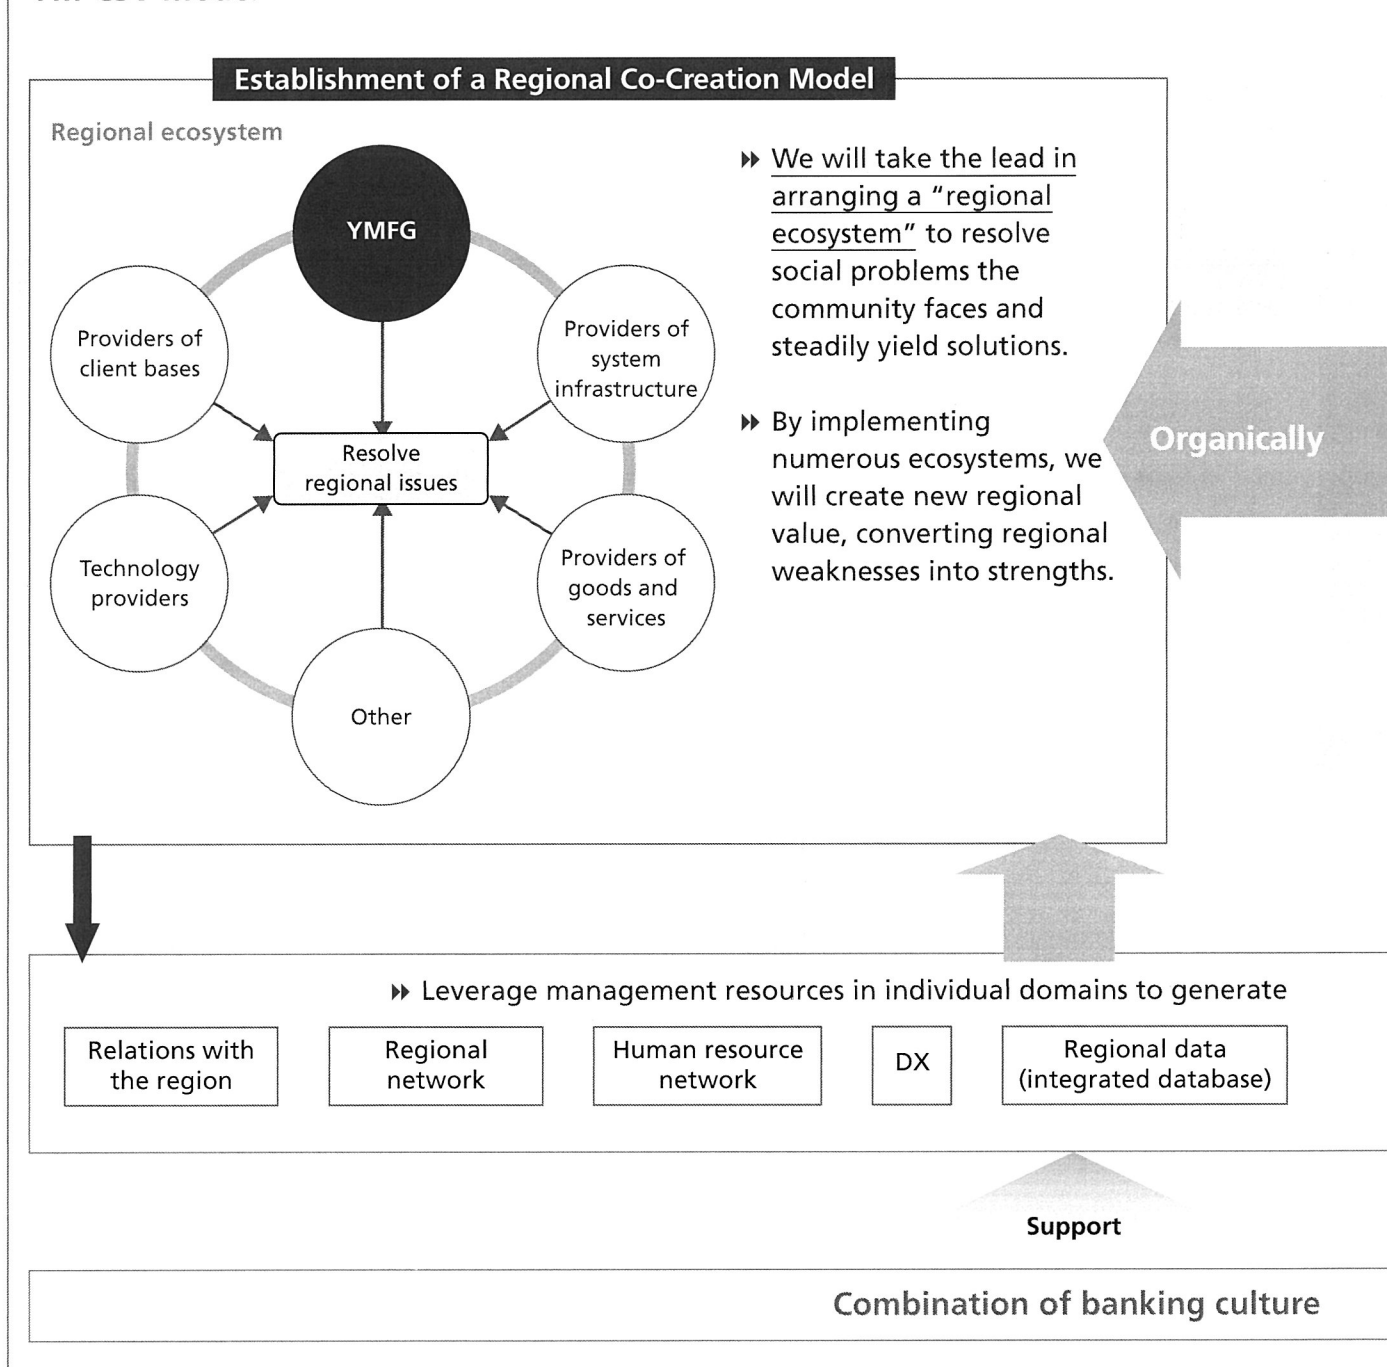 Establishment of a Regional Co-Creation Model
Regional ecosystem
YMFG
Providers of
client bases
Providers of
system
infrastructure
Resolve
regional issues
Technology
providers
Providers of
goods and
services
Other
We will take the lead in
arranging a “regional
ecosystem” to resolve
social problems the
community faces and
steadily yield solutions.
By implementing
numerous ecosystems, we
will create new regional
value, converting regional
weaknesses into strengths.
Organically
Leverage management resources in individual domains to generate
Relations with
the region
Regional
network
Human resource
network
DX
Regional data
(integrated database)
Support
Combination of banking culture